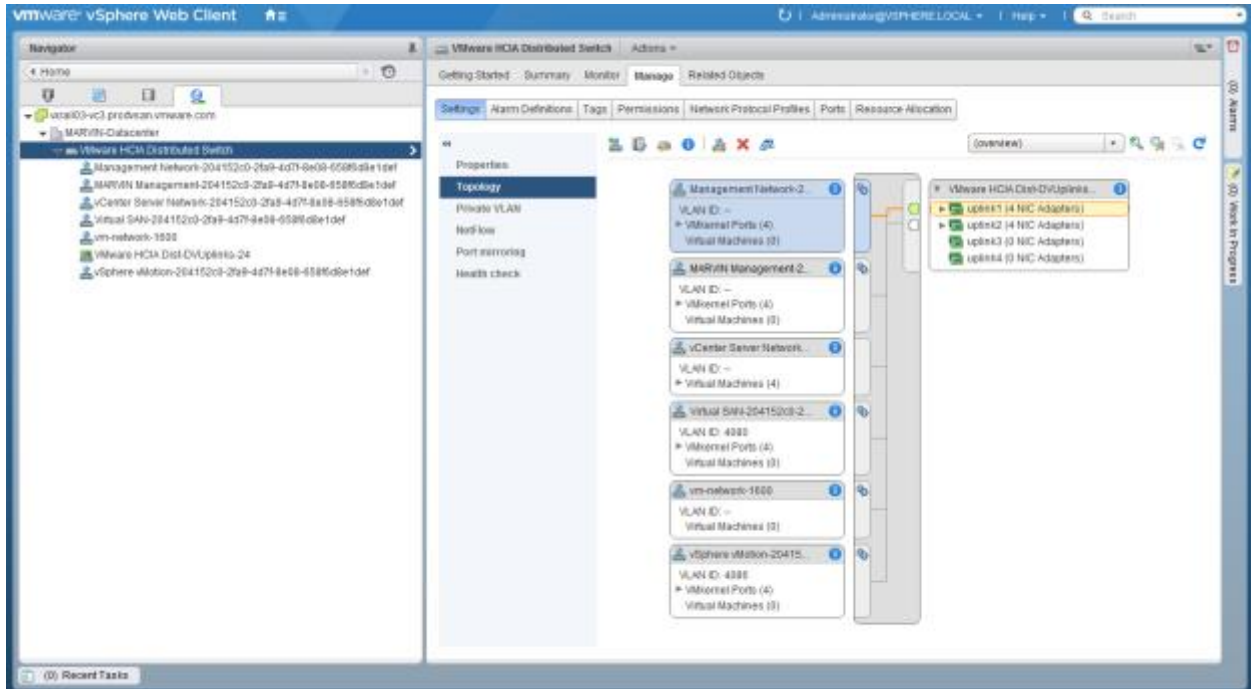 vmware® vSphere Web Client
Administrator@VSPHERE.LOCAL
Help
Search
Navigator
Home
vcrail03-vc3.prodvsan.vmware.com
MARVIN-Datacenter
VMware HCIA Distributed Switch
Management Network-204152c0-2fa9-4d7f-8e08-658f6d8e1def
MARVIN Management-204152c0-2fa9-4d7f-8e08-658f6d8e1def
vCenter Server Network-204152c0-2fa9-4d7f-8e08-658f6d8e1def
Virtual SAN-204152c0-2fa9-4d7f-8e08-658f6d8e1def
vm-network-1600
VMware HCIA Dist-DVUplinks-24
vSphere vMotion-204152c0-2fa9-4d7f-8e08-658f6d8e1def
VMware HCIA Distributed Switch Actions
Getting Started Summary Monitor Manage Related Objects
Settings Alarm Definitions Tags Permissions Network Protocol Profiles Ports Resource Allocation
Properties
Topology
Private VLAN
NetFlow
Port mirroring
Health check
(overview)
Management Network-2...
VLAN ID: --
VMkernel Ports (4)
Virtual Machines (0)
MARVIN Management-2...
VLAN ID: --
VMkernel Ports (4)
Virtual Machines (0)
vCenter Server Network...
VLAN ID: --
Virtual Machines (4)
Virtual SAN-204152c0-2...
VLAN ID:
VMkernel Ports (4)
Virtual Machines (0)
vm-network-1600
VLAN ID: --
Virtual Machines (0)
vSphere vMotion-20415...
VLAN ID:
VMkernel Ports (4)
Virtual Machines (0)
VMware HCIA Dist-DVUplinks...
uplink1 (4 NIC Adapters)
uplink2 (4 NIC Adapters)
uplink3 (0 NIC Adapters)
uplink4 (0 NIC Adapters)
(0) Alarms
(0) Work In Progress
(0) Recent Tasks